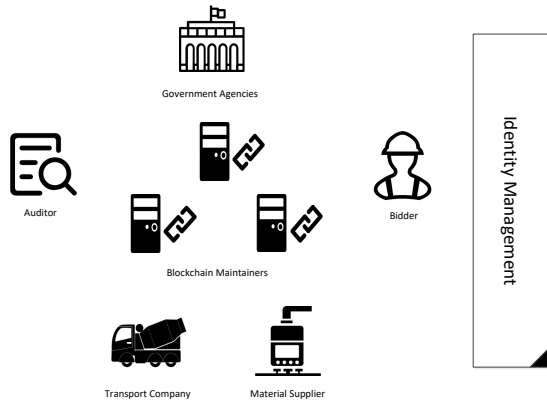 Government Agencies
Auditor
Bidder
Blockchain Maintainers
Transport Company
Material Supplier
Identity Management